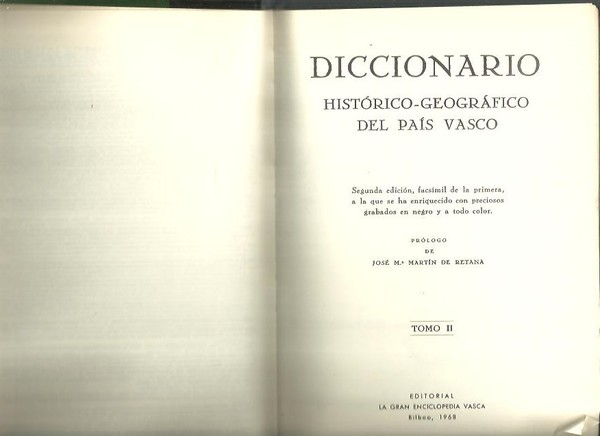 DICCIONARIO
HISTÓRICO-GEOGRÁFICO
DEL PAÍS VASCO
Segunda edición, facsímil de la primera,
a la que se ha enriquecido con preciosos
grabados en negro y a todo color.
PRÓLOGO
DE
JOSÉ M.ª MARTÍN DE RETANA
TOMO II
EDITORIAL
LA GRAN ENCICLOPEDIA VASCA
Bilbao, 1968